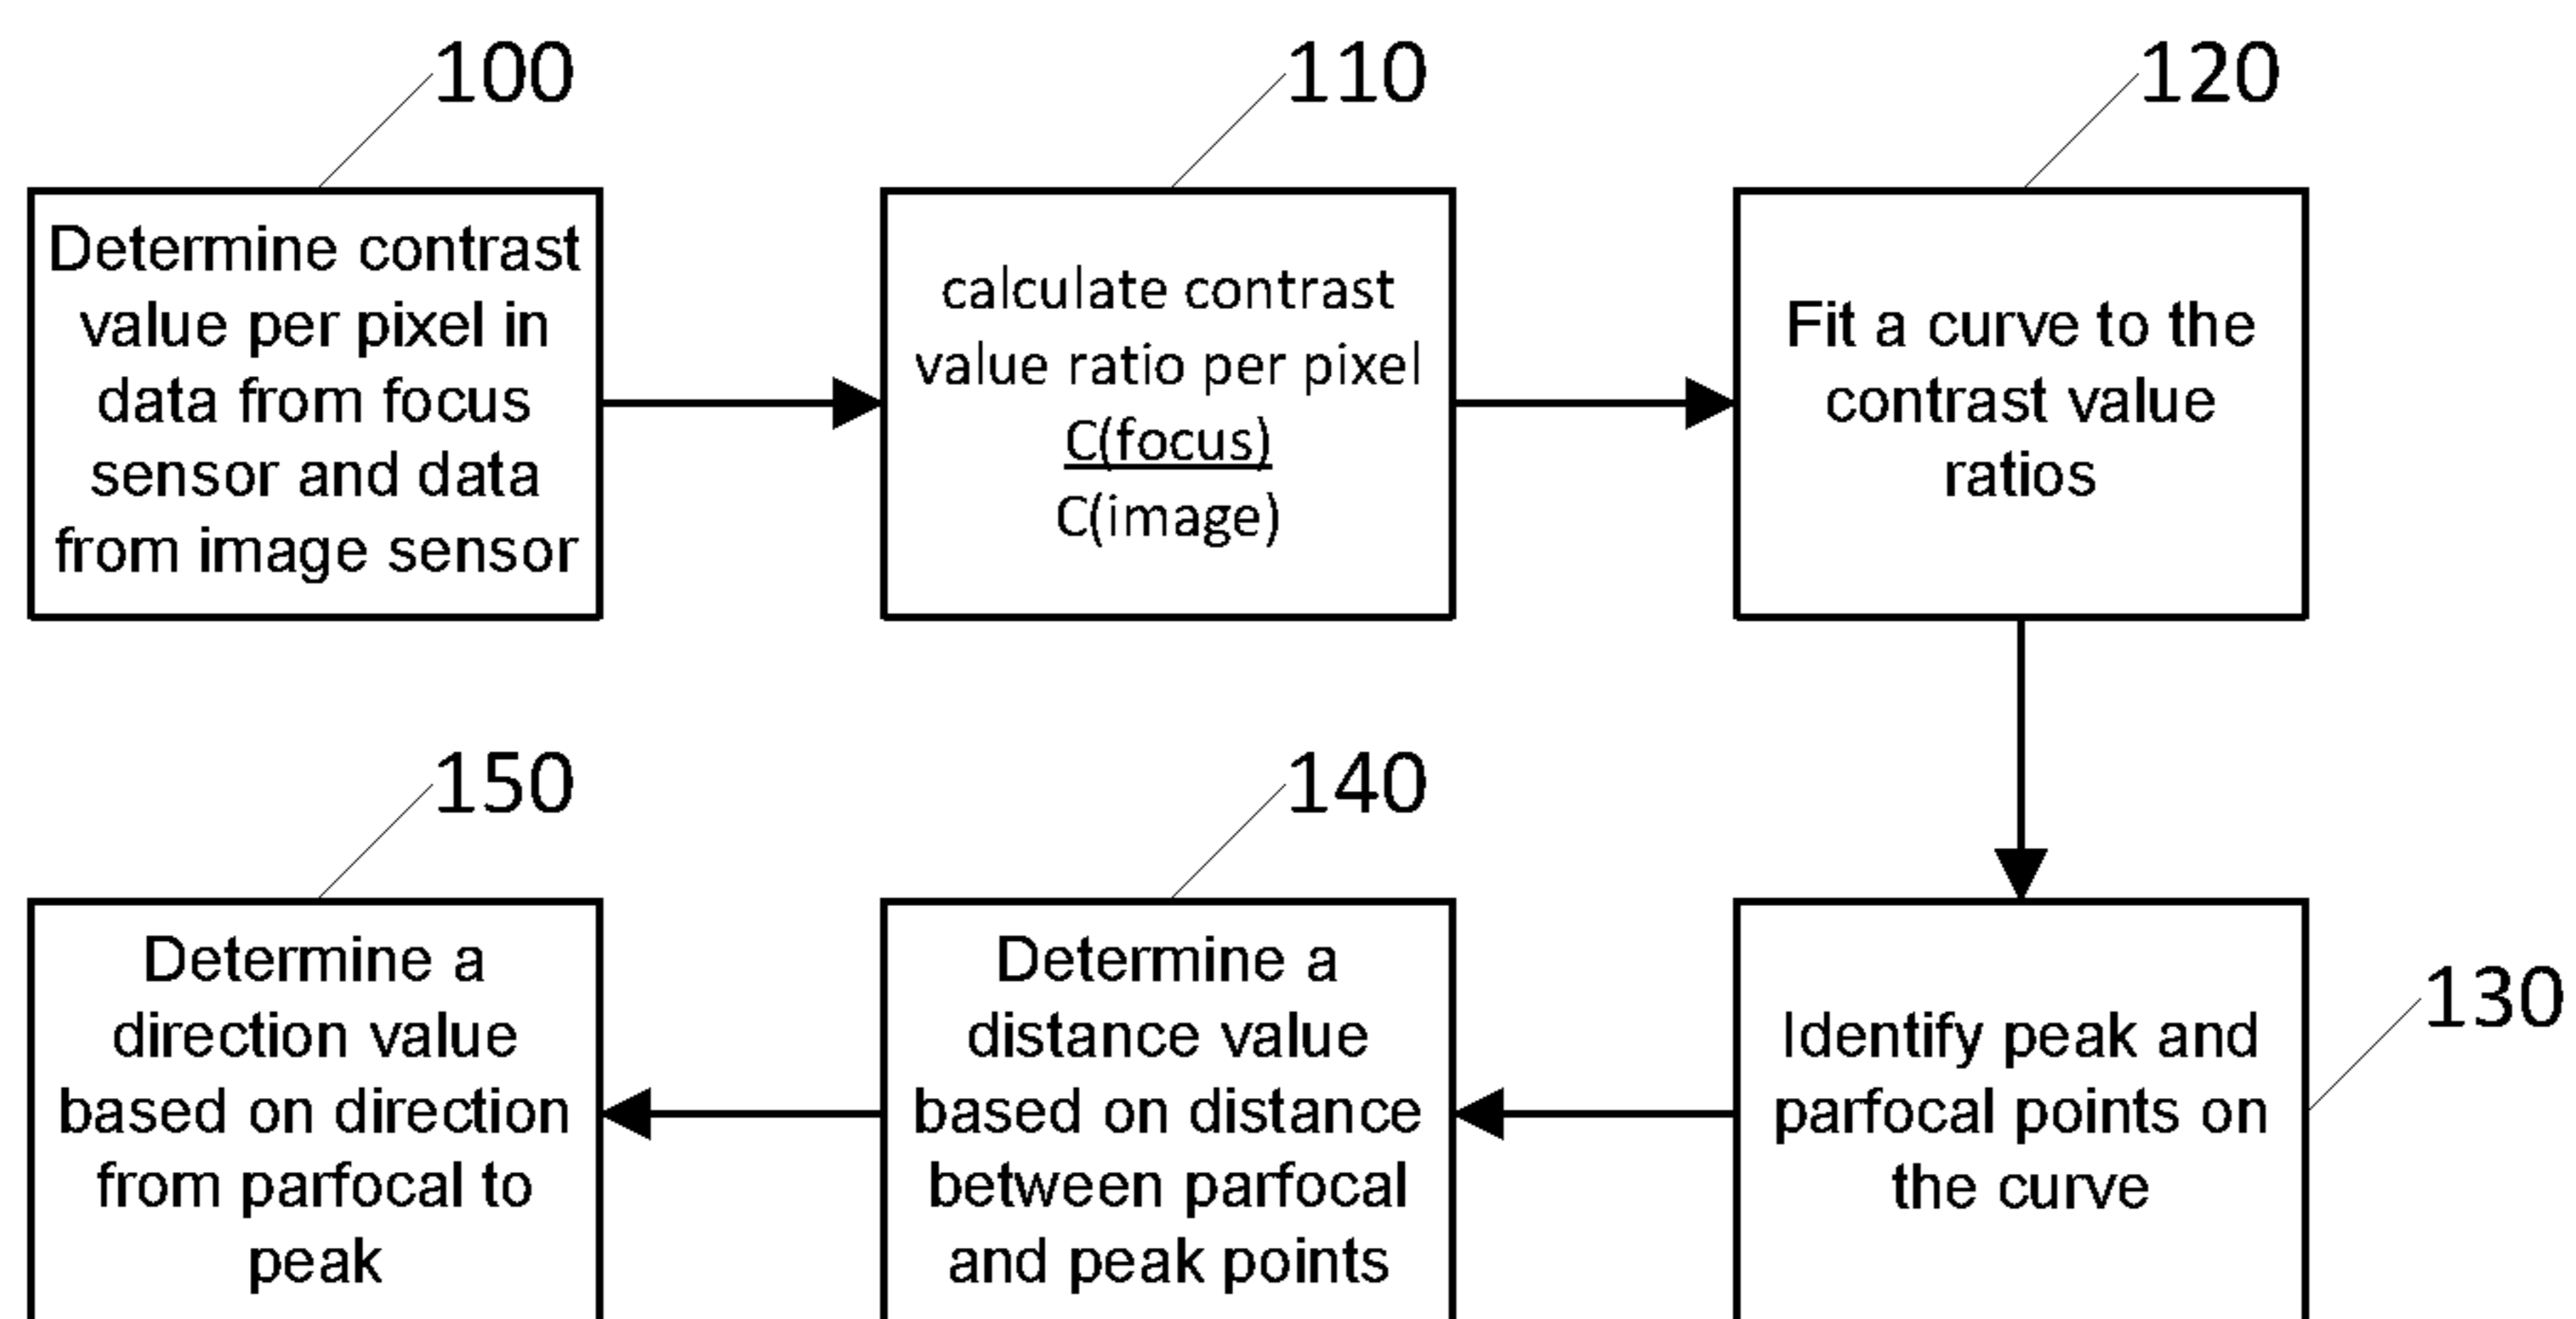 100
Determine contrast
value per pixel in
data from focus
sensor and data
from image sensor
110
calculate contrast
value ratio per pixel
C(focus)
C(image)
120
Fit a curve to the
contrast value
ratios
130
Identify peak and
parfocal points on
the curve
140
Determine a
distance value
based on distance
between parfocal
and peak points
150
Determine a
direction value
based on direction
from parfocal to
peak